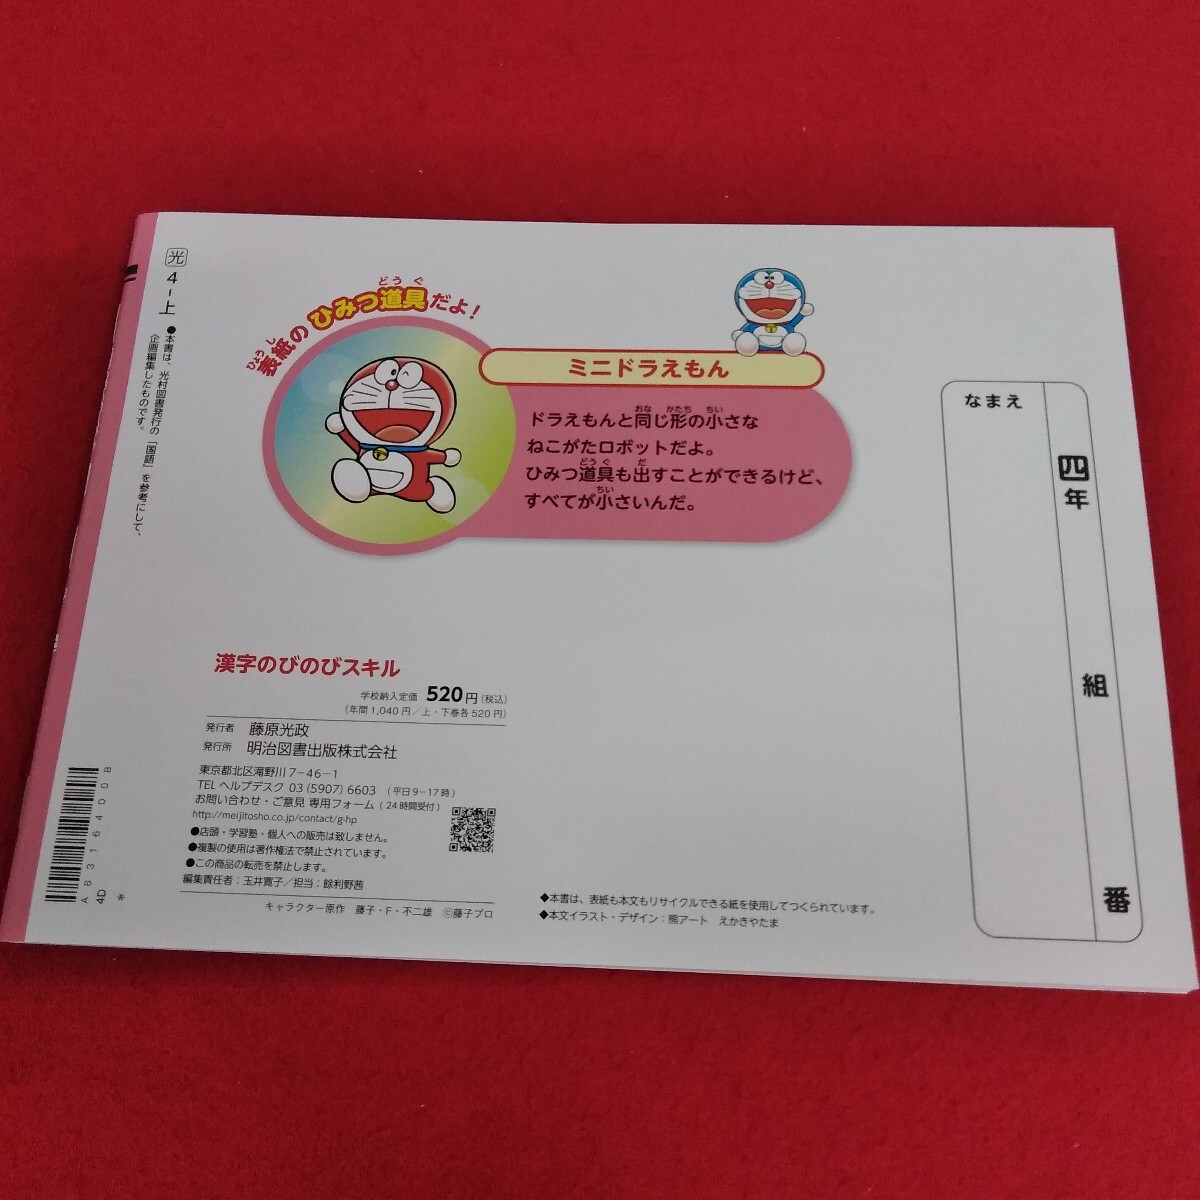 光
4-上
●本書は、光村図書発行の「国語」を参考にして、
企画編集したものです。
表紙のひみつ道具だよ!
ひょうし
どうぐ
ミニドラえもん
ドラえもんと同じ形の小さな
おな かたち ちい
ねこがたロボットだよ。
ひみつ道具も出すことができるけど、
どうぐ だ
すべてが小さいんだ。
ちい
なまえ
四年 組 番
漢字のびのびスキル
学校納入定価 520円(税込)
(年間1,040円/上・下巻各520円)
発行者 藤原光政
発行所 明治図書出版株式会社
東京都北区滝野川7-46-1
TEL ヘルプデスク 03(5907)6603 (平日9-17時)
お問い合わせ・ご意見 専用フォーム(24時間受付)
http://meijitosho.co.jp/contact/g-hp
●店頭・学習塾・個人への販売は致しません。
●複製の使用は著作権法で禁止されています。
●この商品の転売を禁止します。
編集責任者:玉井寛子/担当:餘利野茜
キャラクター原作 藤子・F・不二雄 ©藤子プロ
◆本書は、表紙も本文もリサイクルできる紙を使用してつくられています。
◆本文イラスト・デザイン:熊アート えかきやたま
AB3164008
4D *